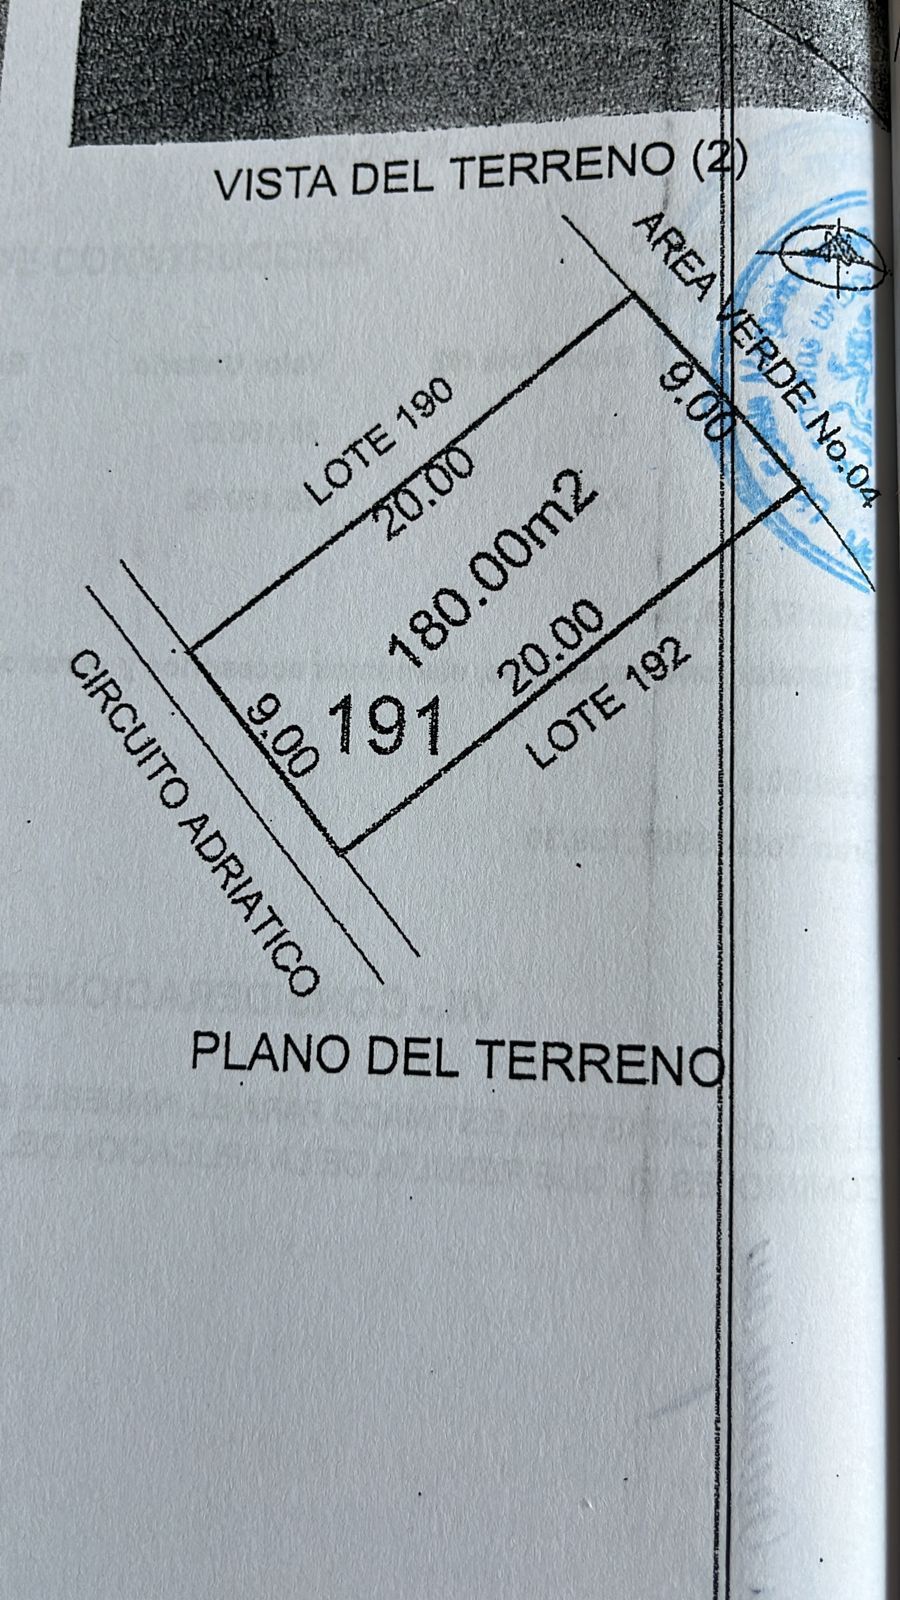 VISTA DEL TERRENO (2)
AREA VERDE No.04
9.00
LOTE 190
20.00
180.00m2
20.00
LOTE 192
191
9.00
CIRCUITO ADRIATICO
PLANO DEL TERRENO